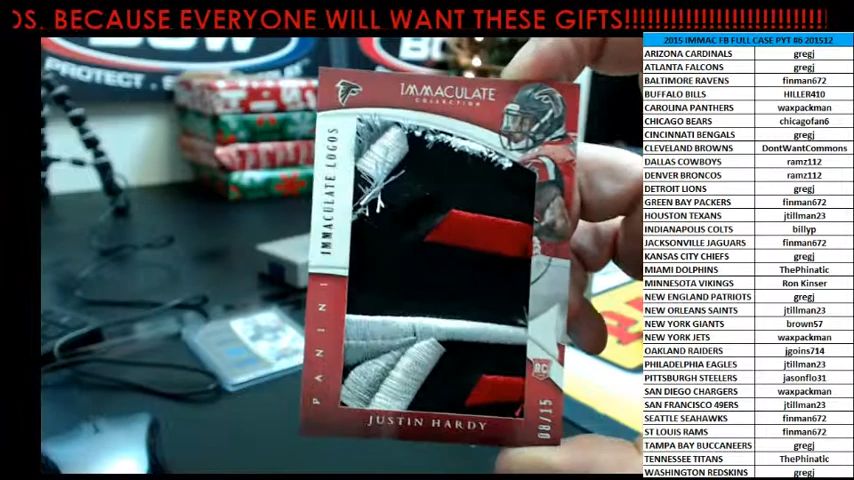 OS. BECAUSE EVERYONE WILL WANT THESE GIFTS!!!!!!!!!!!!!!!!!!!!!!!!!!!!!!
PROTECT
IMMACULATE
COLLECTION
IMMACULATE LOGOS
PANINI
RC
08/15
JUSTIN HARDY
2015 IMMAC FB FULL CASE PYT #6 201512
ARIZONA CARDINALS gregj
ATLANTA FALCONS gregj
BALTIMORE RAVENS finman672
BUFFALO BILLS HILLER410
CAROLINA PANTHERS waxpackman
CHICAGO BEARS chicagofan6
CINCINNATI BENGALS gregj
CLEVELAND BROWNS DontWantCommons
DALLAS COWBOYS ramz112
DENVER BRONCOS ramz112
DETROIT LIONS gregj
GREEN BAY PACKERS finman672
HOUSTON TEXANS jtillman23
INDIANAPOLIS COLTS billyp
JACKSONVILLE JAGUARS finman672
KANSAS CITY CHIEFS gregj
MIAMI DOLPHINS ThePhinatic
MINNESOTA VIKINGS Ron Kinser
NEW ENGLAND PATRIOTS gregj
NEW ORLEANS SAINTS jtillman23
NEW YORK GIANTS brown57
NEW YORK JETS waxpackman
OAKLAND RAIDERS jgoins714
PHILADELPHIA EAGLES jtillman23
PITTSBURGH STEELERS jasonflo31
SAN DIEGO CHARGERS waxpackman
SAN FRANCISCO 49ERS jtillman23
SEATTLE SEAHAWKS finman672
ST LOUIS RAMS finman672
TAMPA BAY BUCCANEERS gregj
TENNESSEE TITANS ThePhinatic
WASHINGTON REDSKINS gregj